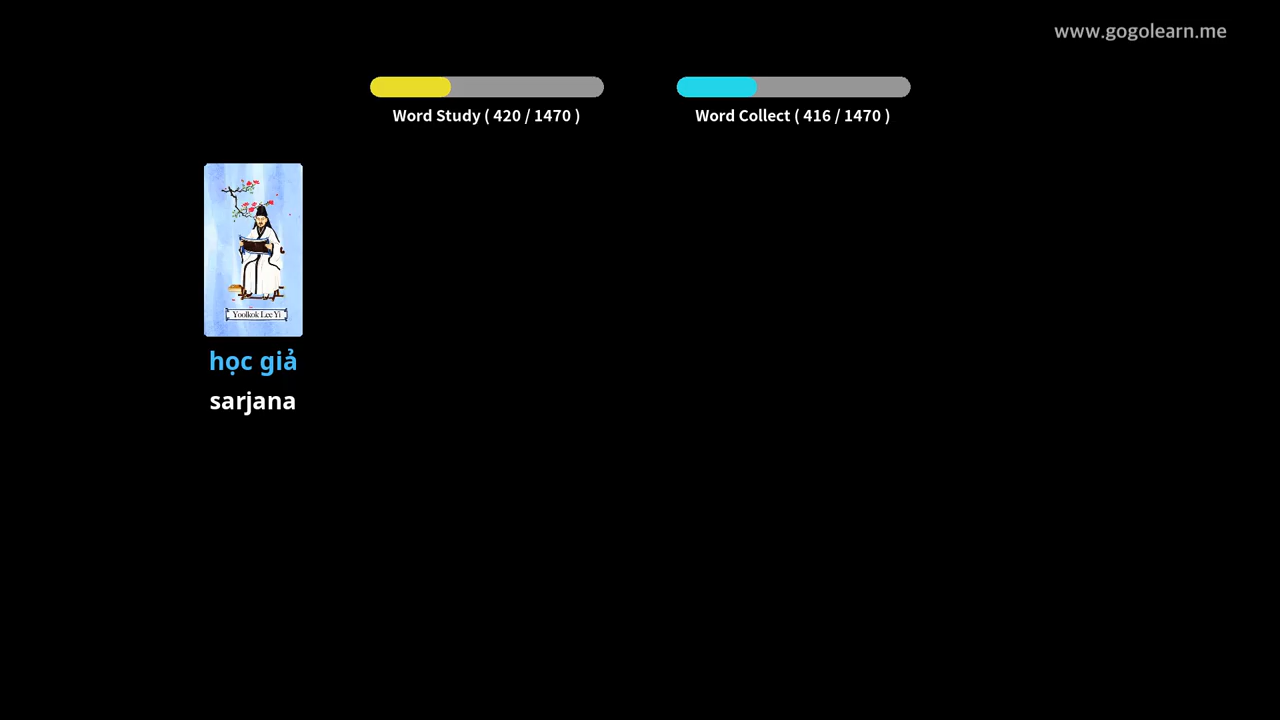 www.gogolearn.me
Word Study ( 420 / 1470 )
Word Collect ( 416 / 1470 )
Yoolkok Lee Yi
học giả
sarjana